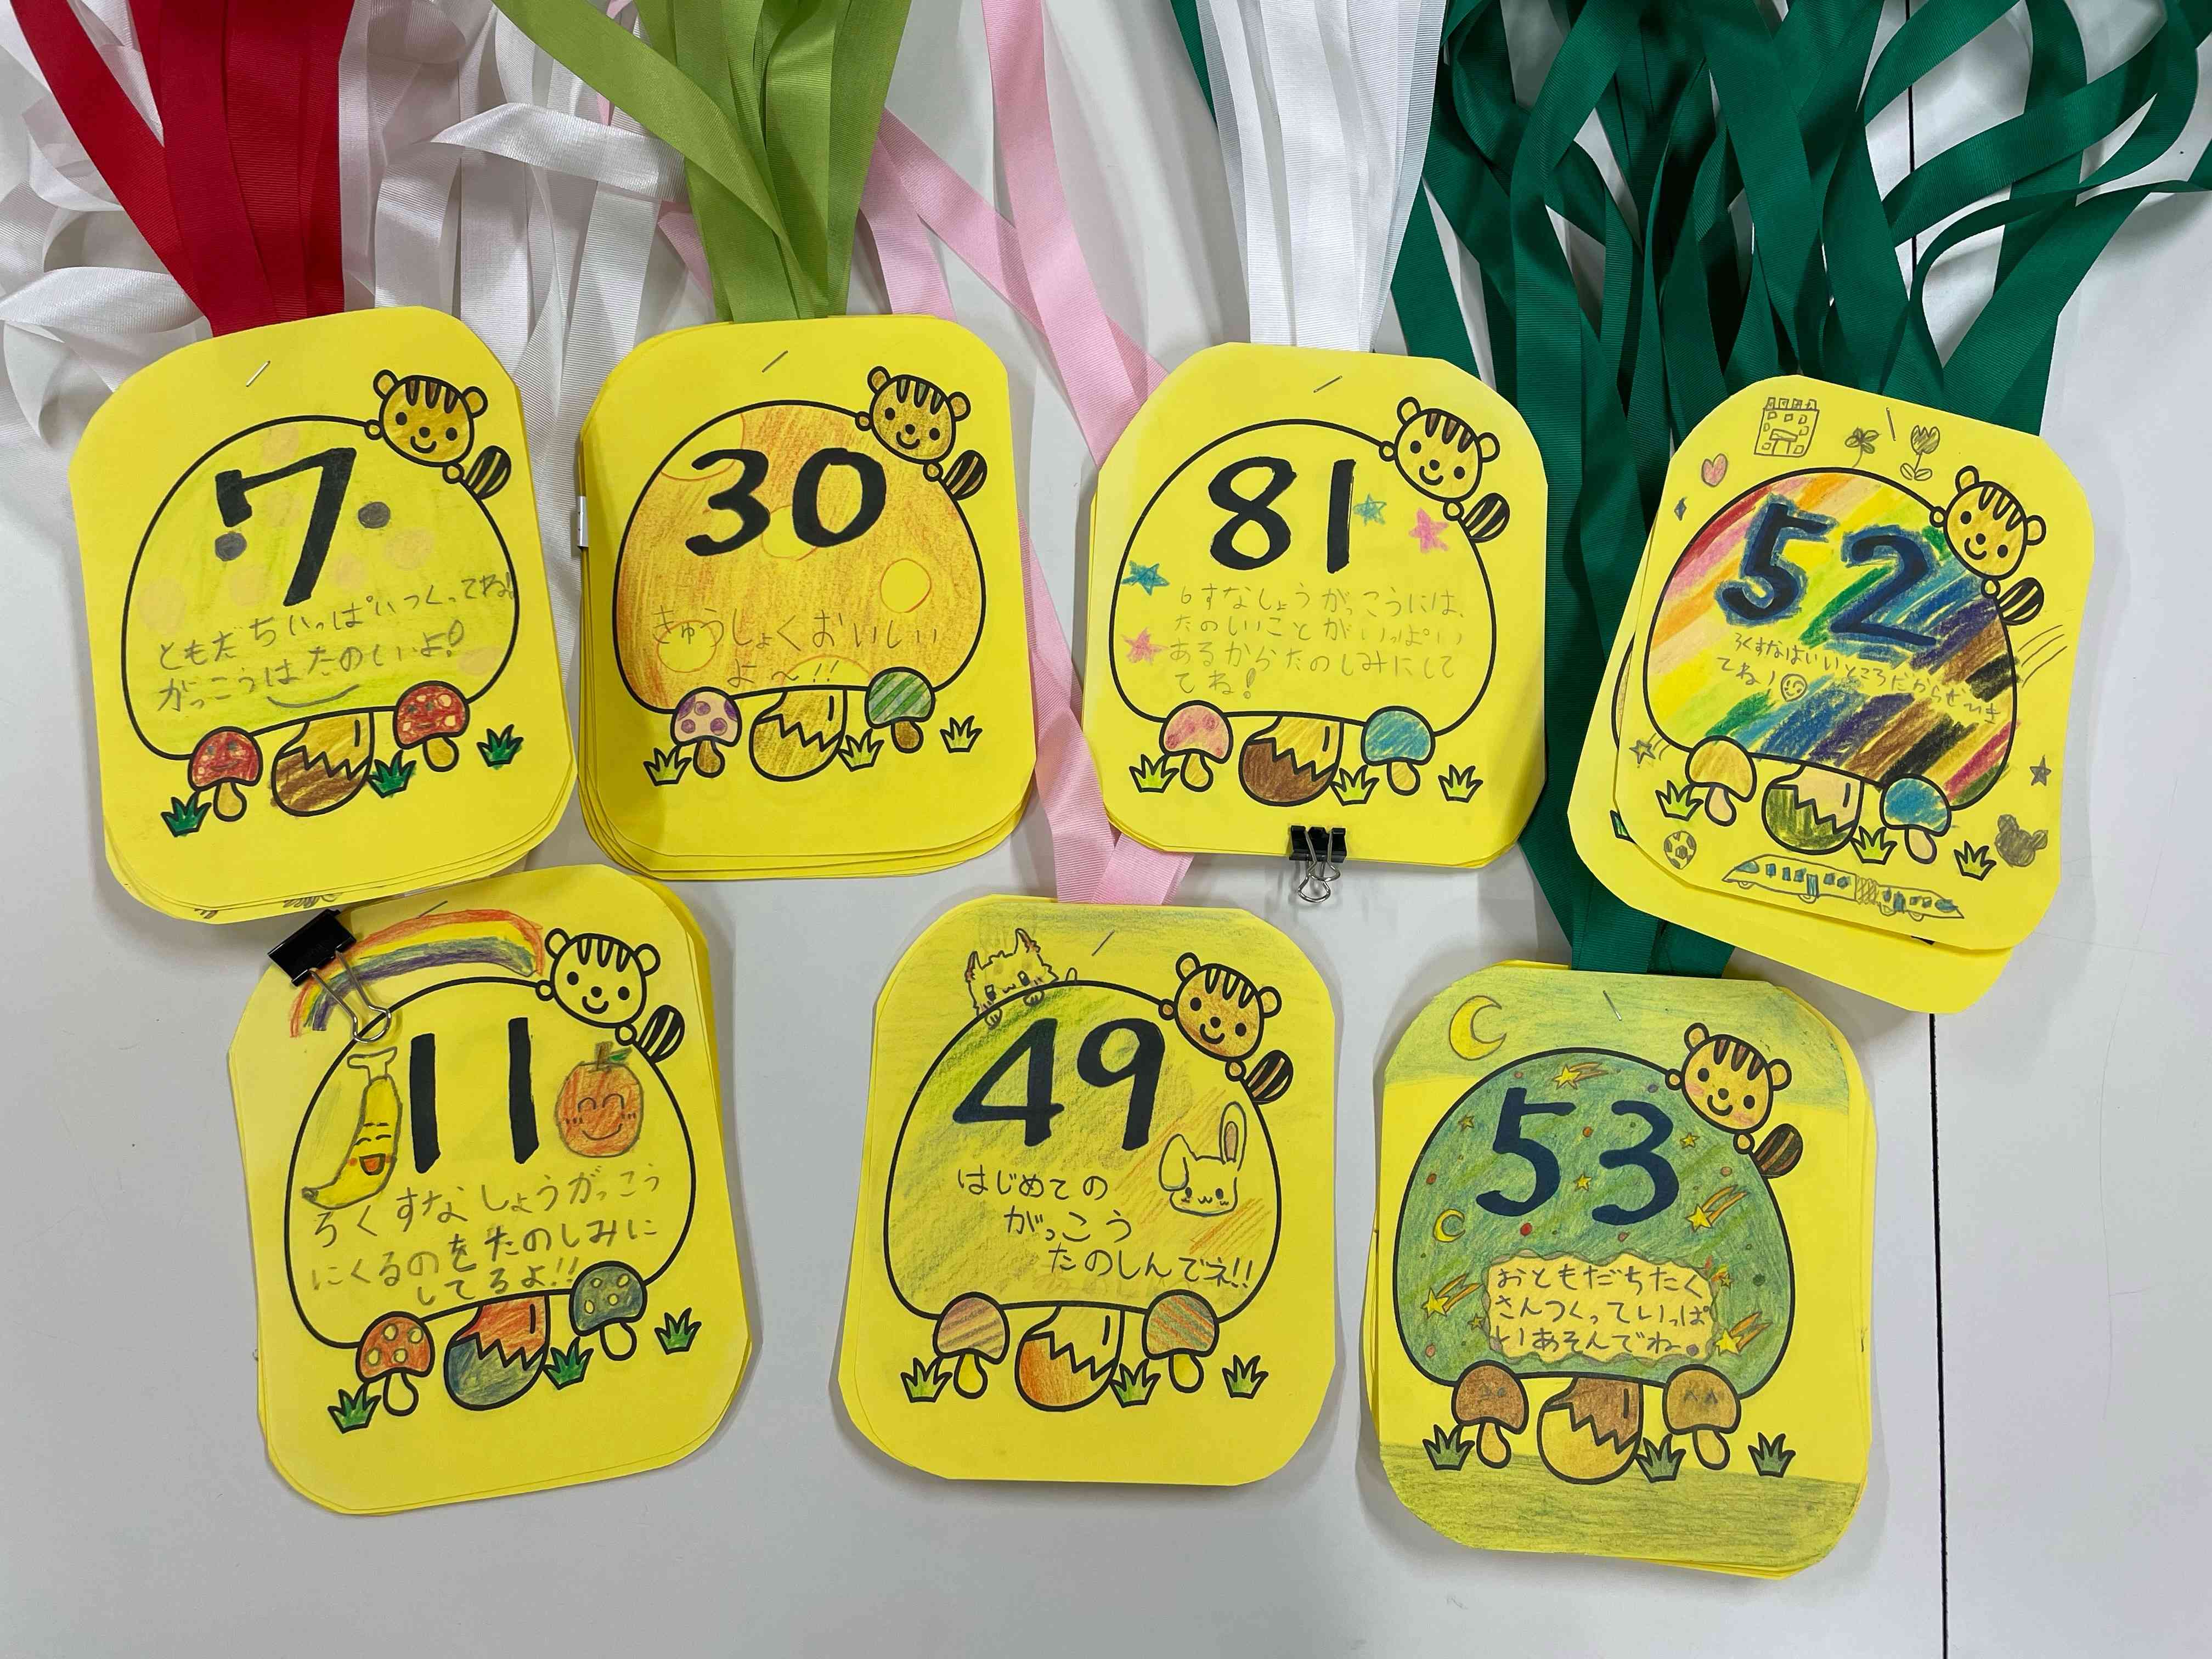 7
ともだちいっぱいつくってね!
がっこうはたのしいよ!
30
きゅうしょくおいしい
よ〜!!
81
6すなしょうがっこうには、
たのしいことがいっぱい
あるからたのしみにして
てね!
52
ろくすなはいいところだからぜひき
てね!
11
ろくすなしょうがっこう
にくるのをたのしみに
してるよ!!
49
はじめての
がっこう
たのしんでネ!!
53
おともだちたく
さんつくっていっぱ
いあそんでね。